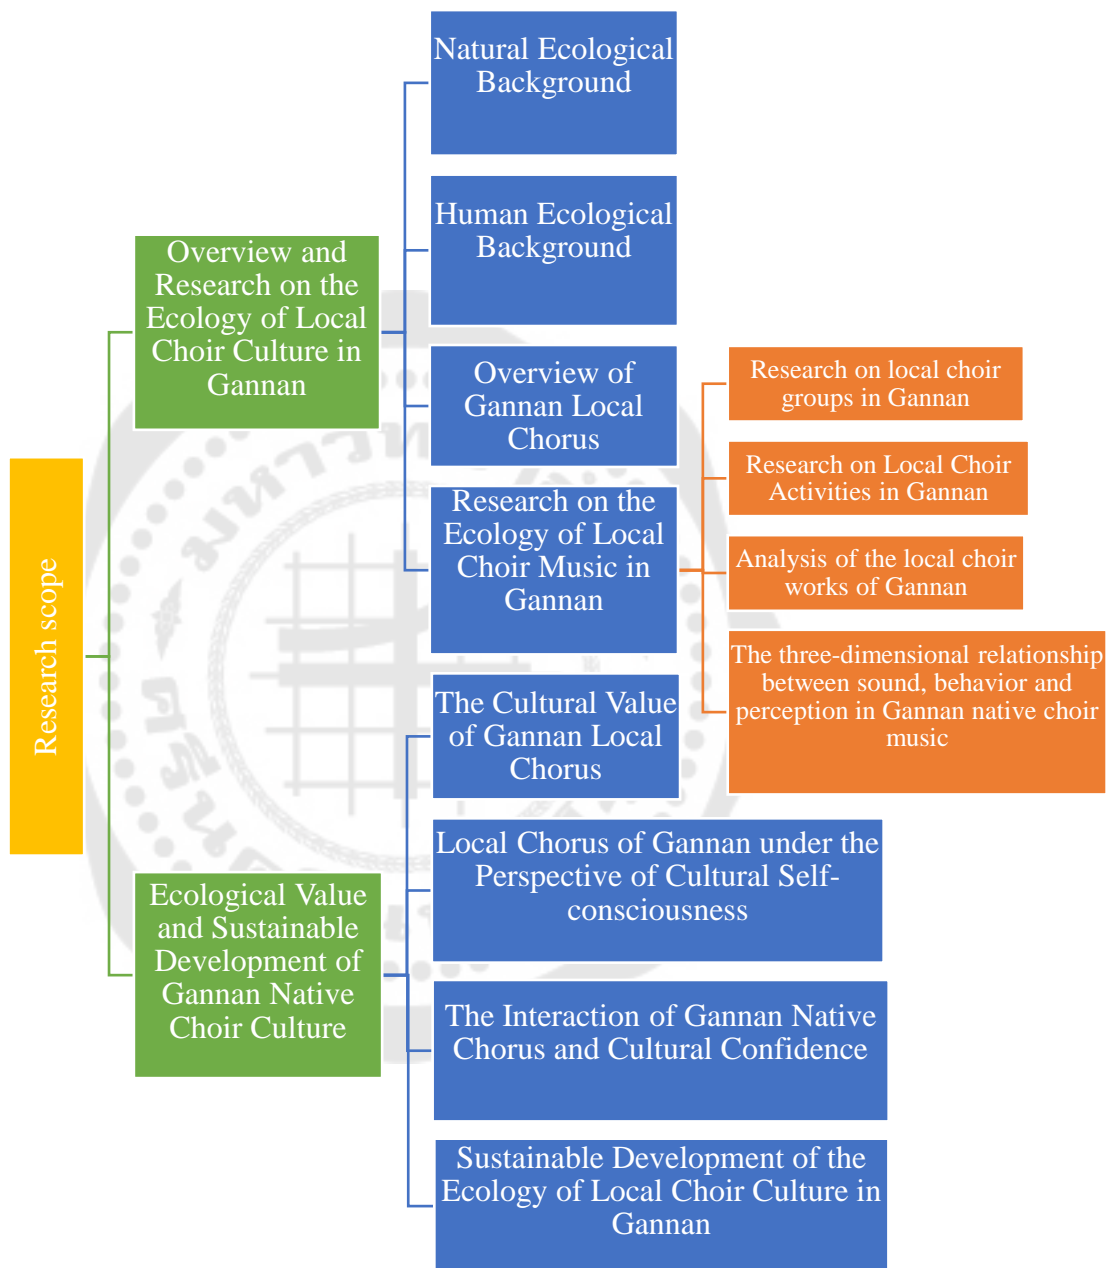 Research scope
Overview and
Research on the
Ecology of Local
Choir Culture in
Gannan
Natural Ecological
Background
Human Ecological
Background
Overview of
Gannan Local
Chorus
Research on the
Ecology of Local
Choir Music in
Gannan
Research on local choir
groups in Gannan
Research on Local Choir
Activities in Gannan
Analysis of the local choir
works of Gannan
The three-dimensional relationship
between sound, behavior and
perception in Gannan native choir
music
Ecological Value
and Sustainable
Development of
Gannan Native
Choir Culture
The Cultural Value
of Gannan Local
Chorus
Local Chorus of Gannan under the
Perspective of Cultural Self-
consciousness
The Interaction of Gannan Native
Chorus and Cultural Confidence
Sustainable Development of the
Ecology of Local Choir Culture in
Gannan